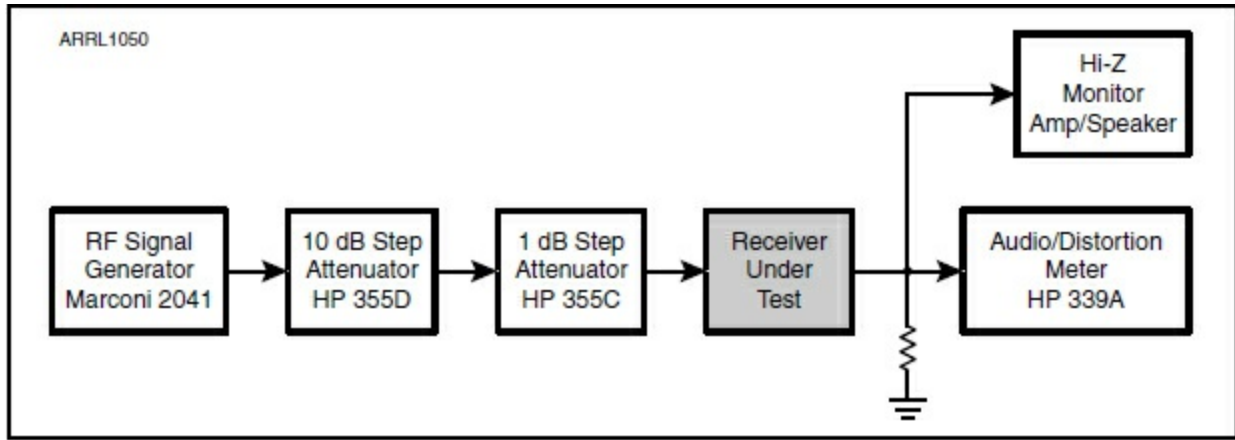 ARRL1050
Hi-Z
Monitor
Amp/Speaker
RF Signal
Generator
Marconi 2041
10 dB Step
Attenuator
HP 355D
1 dB Step
Attenuator
HP 355C
Receiver
Under
Test
Audio/Distortion
Meter
HP 339A